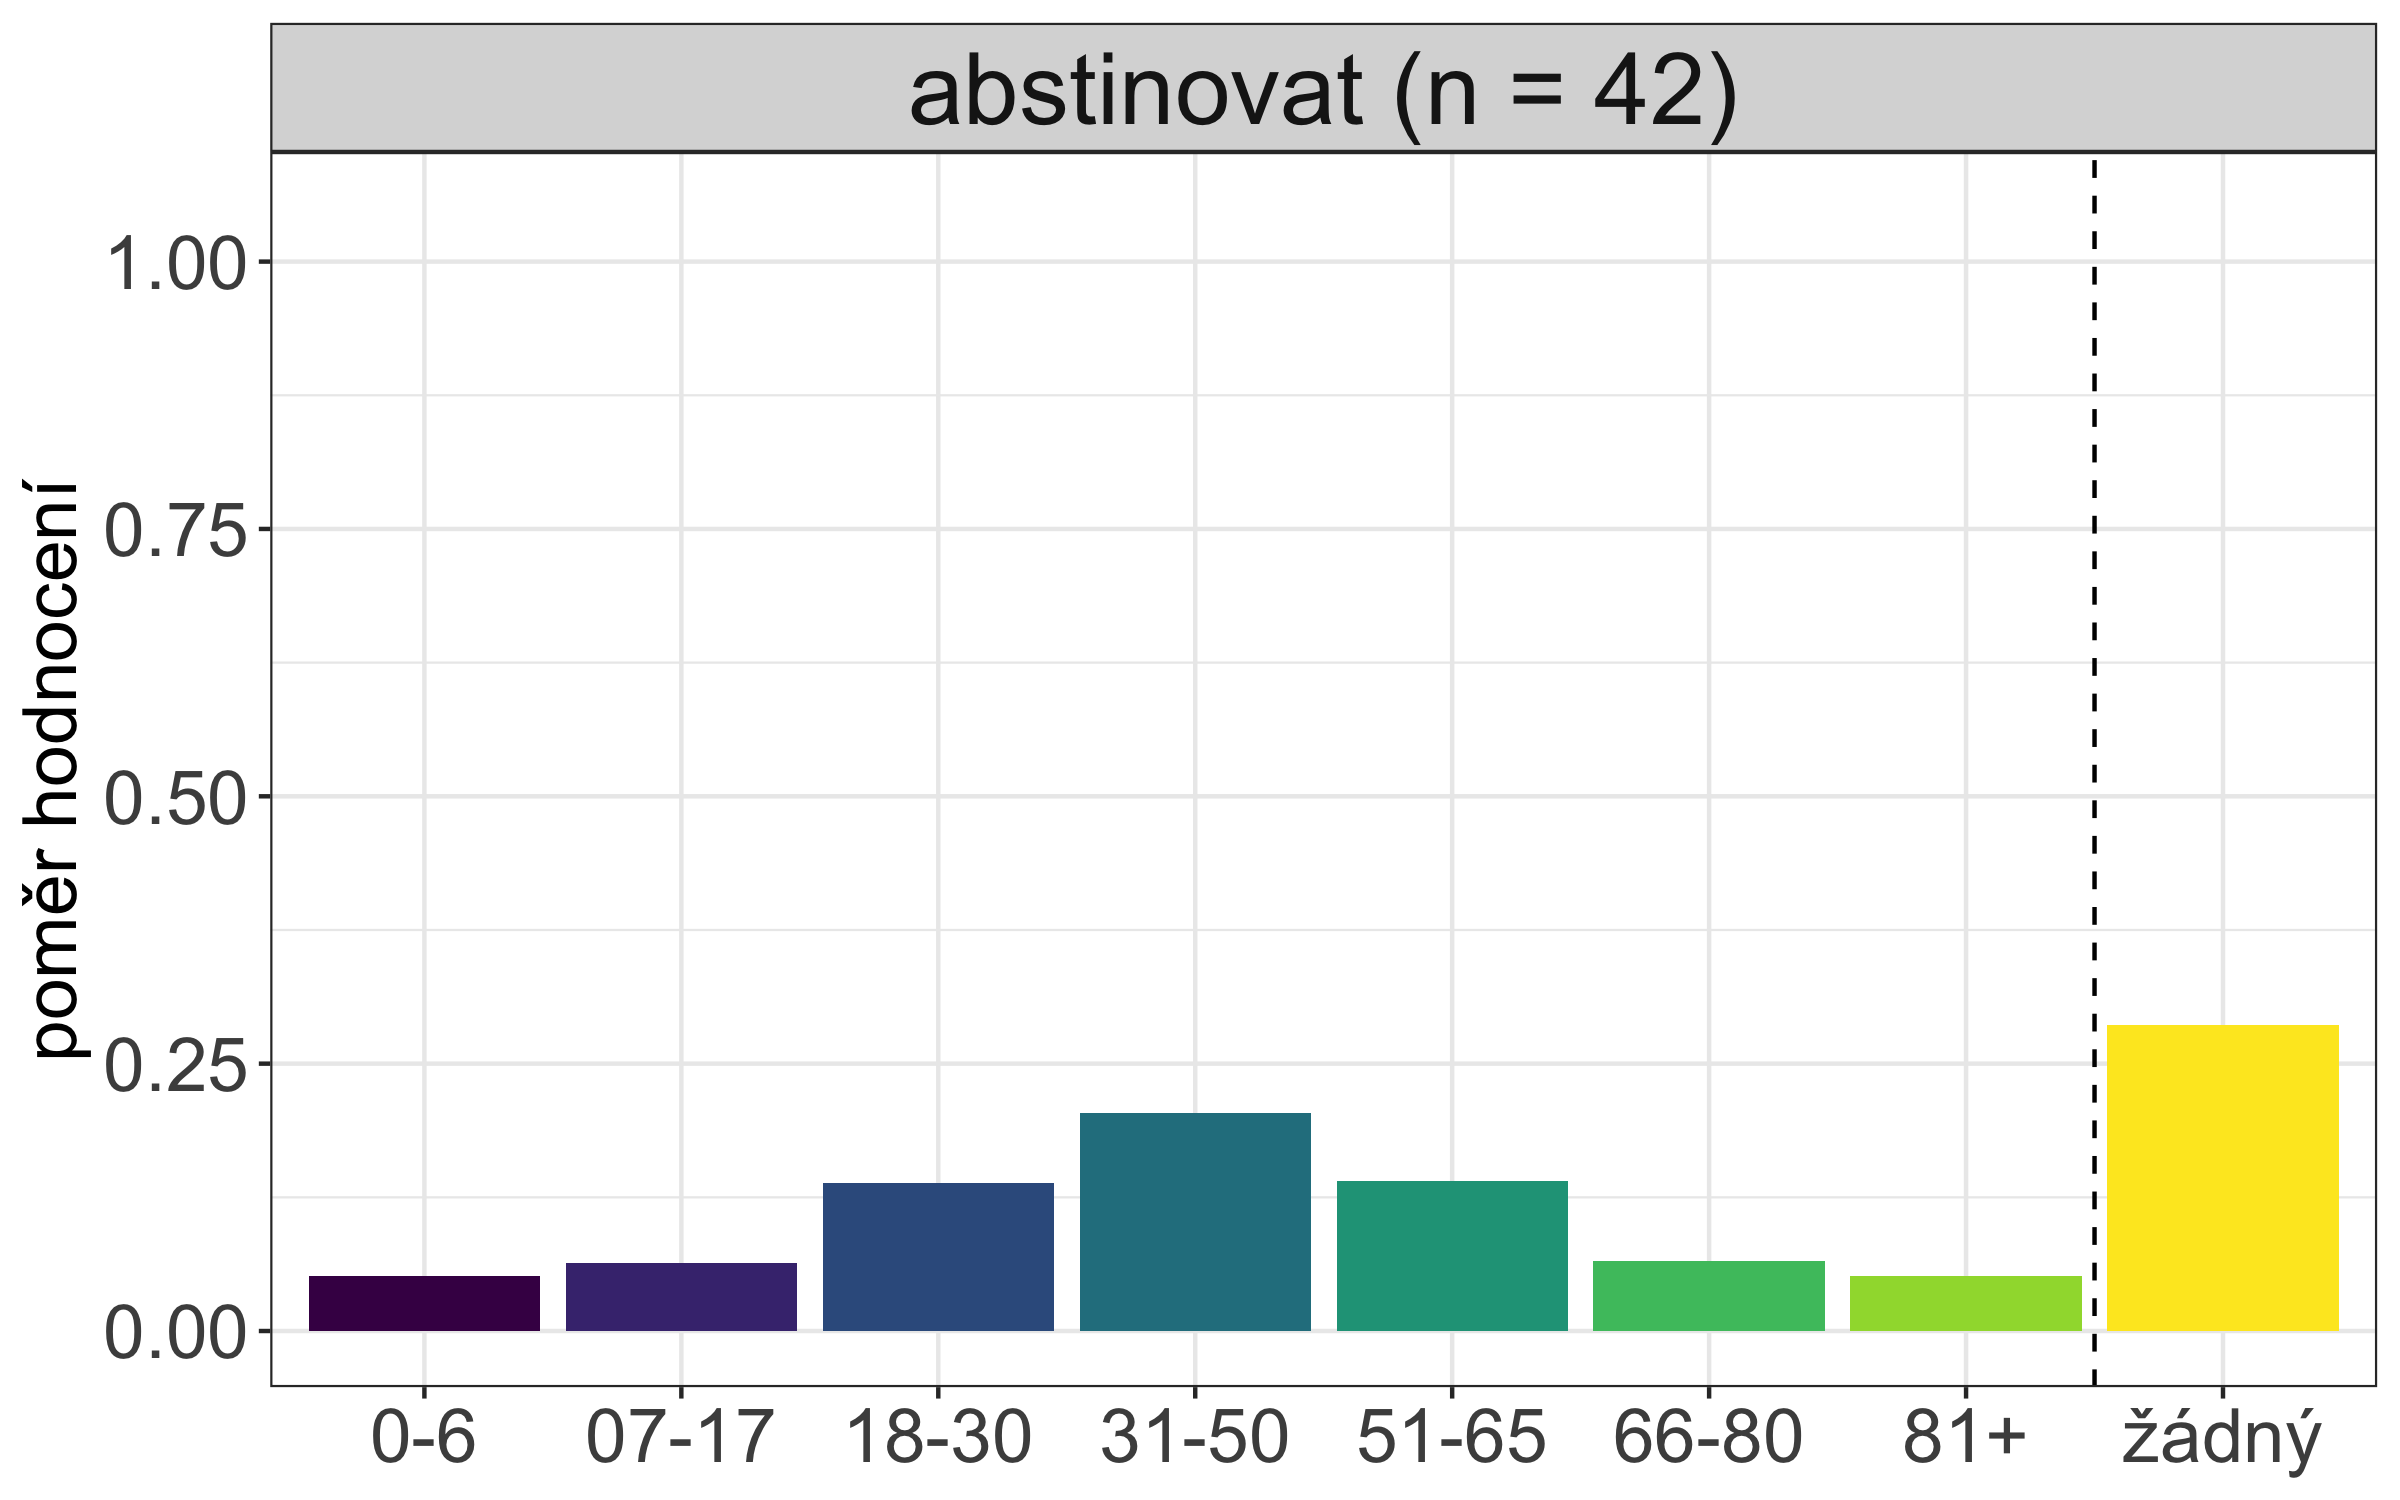 abstinovat (n = 42)
poměr hodnocení
1.00
0.75
0.50
0.25
0.00
0-6 07-17 18-30 31-50 51-65 66-80 81+ žádný